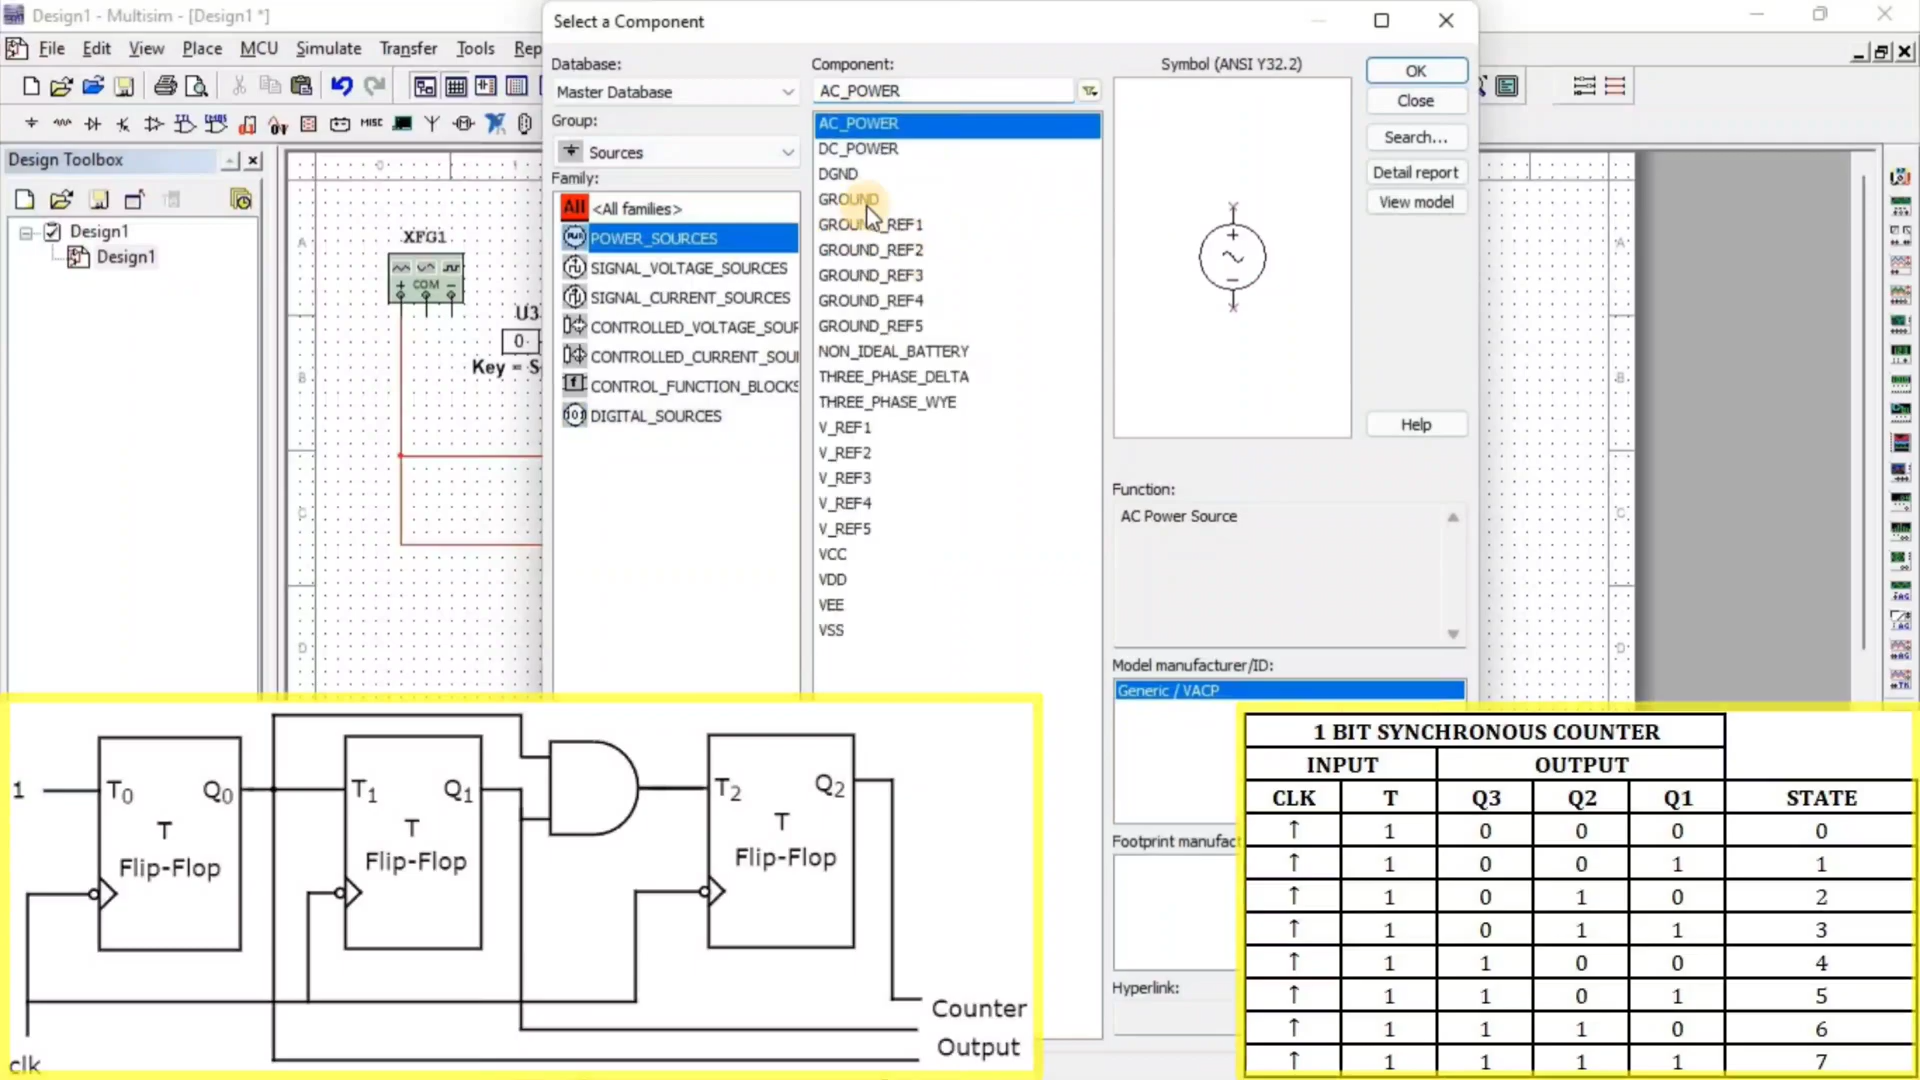 Design1 - Multisim - [Design1 *]
File Edit View Place MCU Simulate Transfer Tools Rep
Design Toolbox
Design1
Design1
XFG1
COM
U3
0
Key = S
A
B
C
D
Select a Component
Database:
Master Database
Group:
Sources
Family:
All <All families>
POWER_SOURCES
SIGNAL_VOLTAGE_SOURCES
SIGNAL_CURRENT_SOURCES
CONTROLLED_VOLTAGE_SOUR
CONTROLLED_CURRENT_SOU
CONTROL_FUNCTION_BLOCKS
DIGITAL_SOURCES
Component:
AC_POWER
AC_POWER
DC_POWER
DGND
GROUND
GROUND_REF1
GROUND_REF2
GROUND_REF3
GROUND_REF4
GROUND_REF5
NON_IDEAL_BATTERY
THREE_PHASE_DELTA
THREE_PHASE_WYE
V_REF1
V_REF2
V_REF3
V_REF4
V_REF5
VCC
VDD
VEE
VSS
Symbol (ANSI Y32.2)
OK
Close
Search...
Detail report
View model
Help
Function:
AC Power Source
Model manufacturer/ID:
Generic / VACP
Footprint manufact
Hyperlink:
A
B
C
D
1 T0 Q0 T1 Q1 T2 Q2
T Flip-Flop
T Flip-Flop
T Flip-Flop
clk
Counter
Output
1 BIT SYNCHRONOUS COUNTER
INPUT OUTPUT
CLK T Q3 Q2 Q1 STATE
↑ 1 0 0 0 0
↑ 1 0 0 1 1
↑ 1 0 1 0 2
↑ 1 0 1 1 3
↑ 1 1 0 0 4
↑ 1 1 0 1 5
↑ 1 1 1 0 6
↑ 1 1 1 1 7